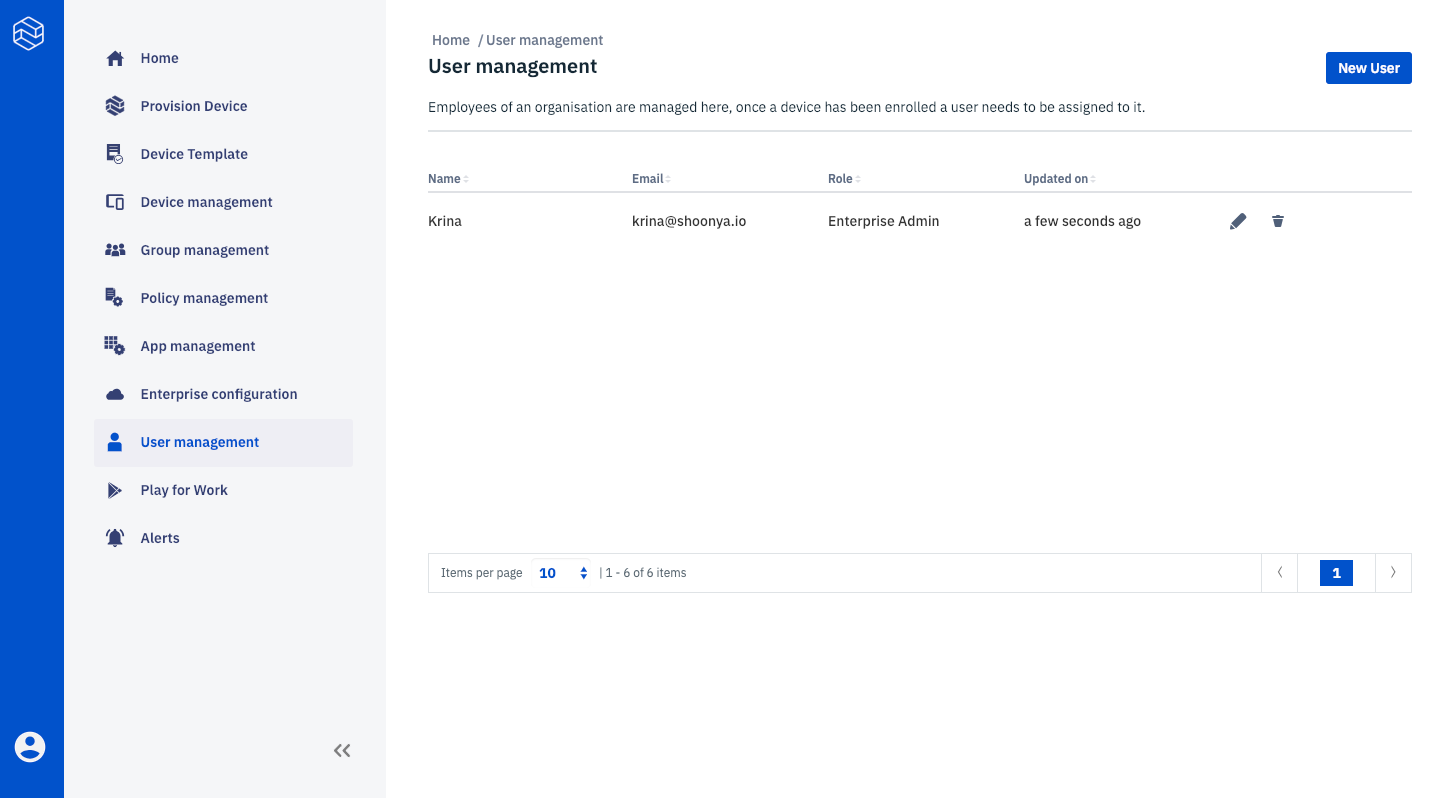 Home
Provision Device
Device Template
Device management
Group management
Policy management
App management
Enterprise configuration
User management
Play for Work
Alerts
Home / User management
User management
New User
Employees of an organisation are managed here, once a device has been enrolled a user needs to be assigned to it.
Name Email Role Updated on
Krina krina@shoonya.io Enterprise Admin a few seconds ago
Items per page 10 | 1 - 6 of 6 items 1